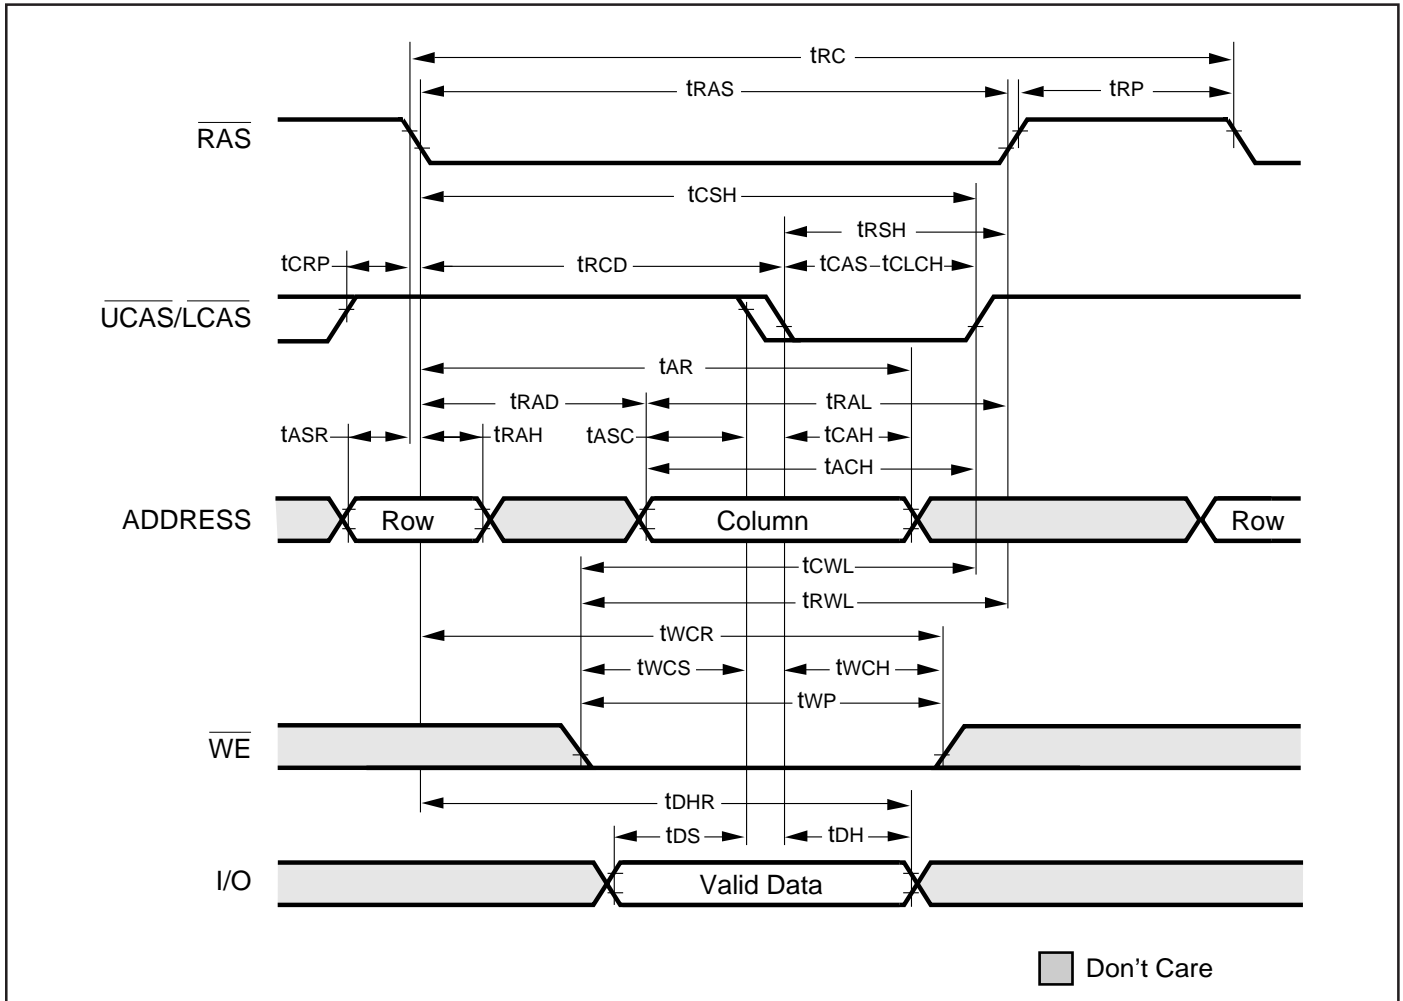 tRC
tRAS
tRP
RAS
tCSH
tRSH
tCRP
tRCD
tCAS tCLCH
UCAS/LCAS
tAR
tRAD
tRAL
tASR
tRAH
tASC
tCAH
tACH
ADDRESS
Row
Column
Row
tCWL
tRWL
tWCR
tWCS
tWCH
tWP
WE
tDHR
tDS
tDH
I/O
Valid Data
Don't Care